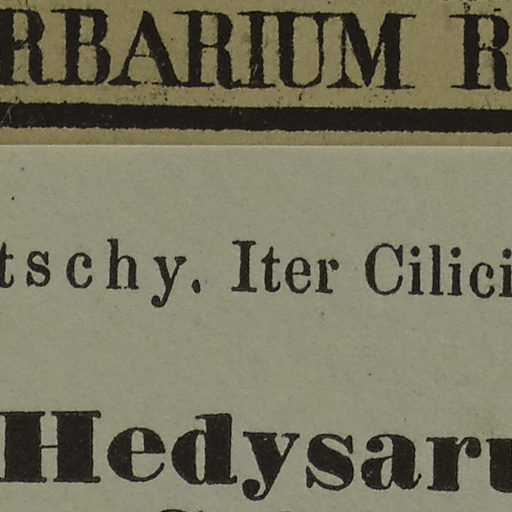 RBARIUM R
tschy. Iter Cilici
Hedysaru